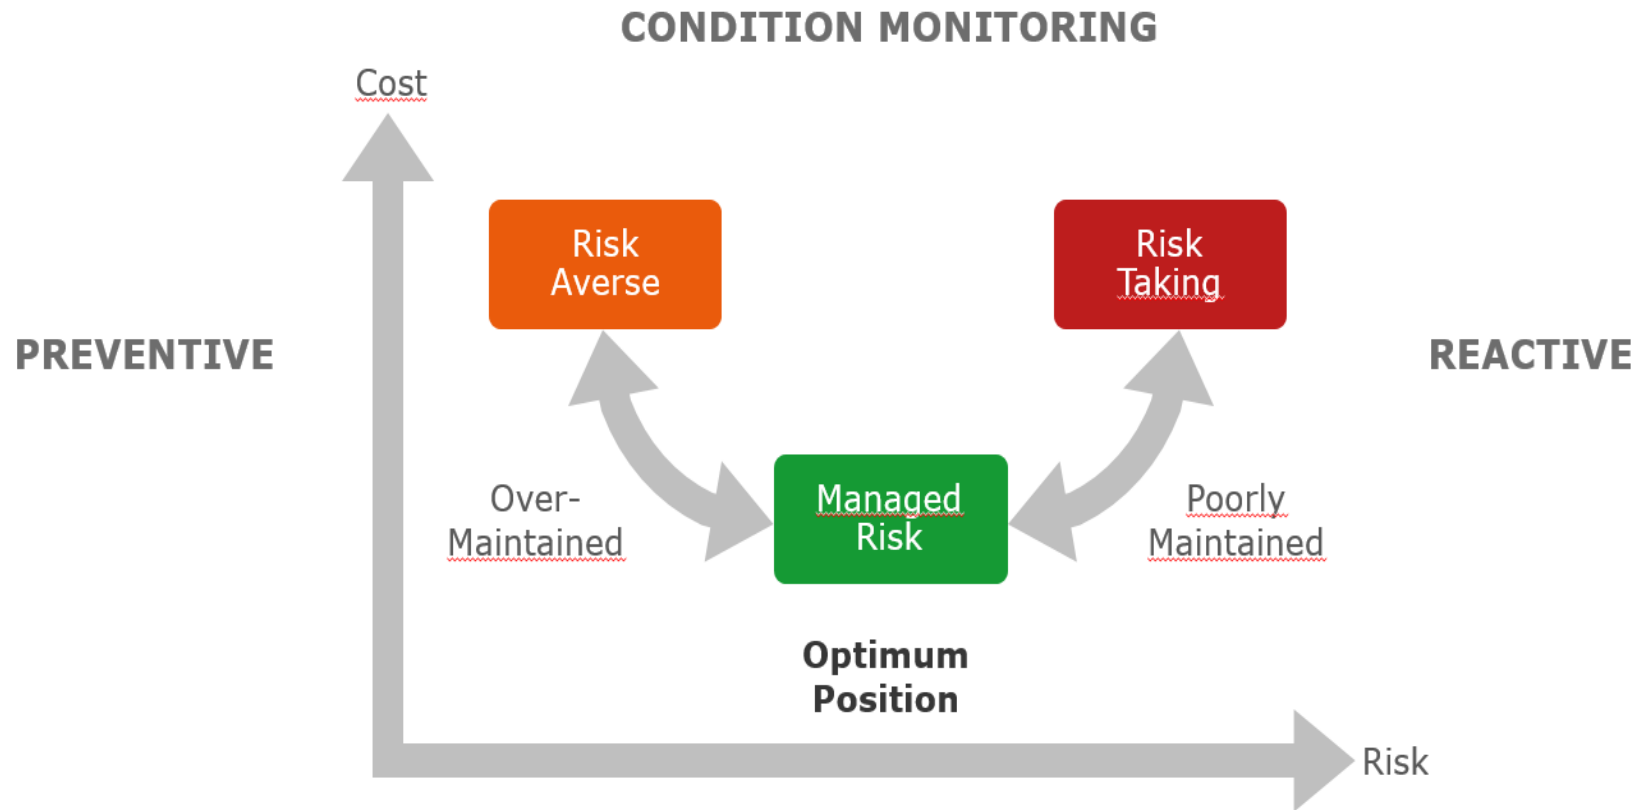 CONDITION MONITORING
Cost
Risk
Averse
Risk
Taking
PREVENTIVE
REACTIVE
Over-
Maintained
Managed
Risk
Poorly
Maintained
Optimum
Position
Risk